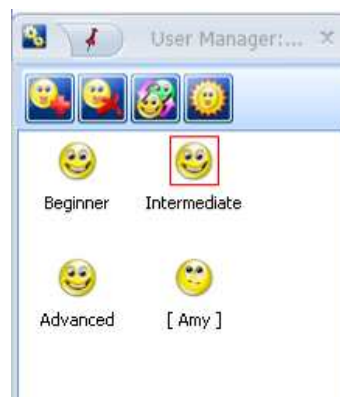 User Manager:...
Beginner Intermediate
Advanced [ Amy ]